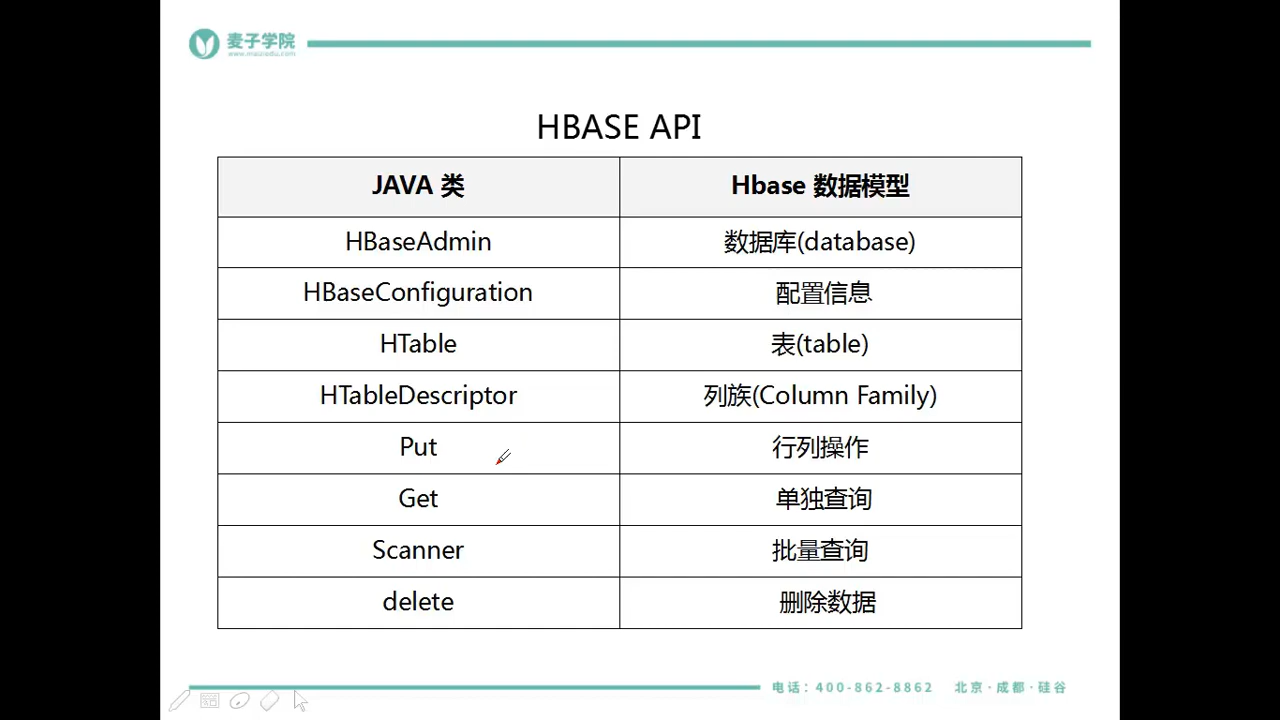 麦子学院
www.maiziedu.com
HBASE API
JAVA 类 Hbase 数据模型
HBaseAdmin 数据库(database)
HBaseConfiguration 配置信息
HTable 表(table)
HTableDescriptor 列族(Column Family)
Put 行列操作
Get 单独查询
Scanner 批量查询
delete 删除数据
电话：400-862-8862 北京·成都·硅谷